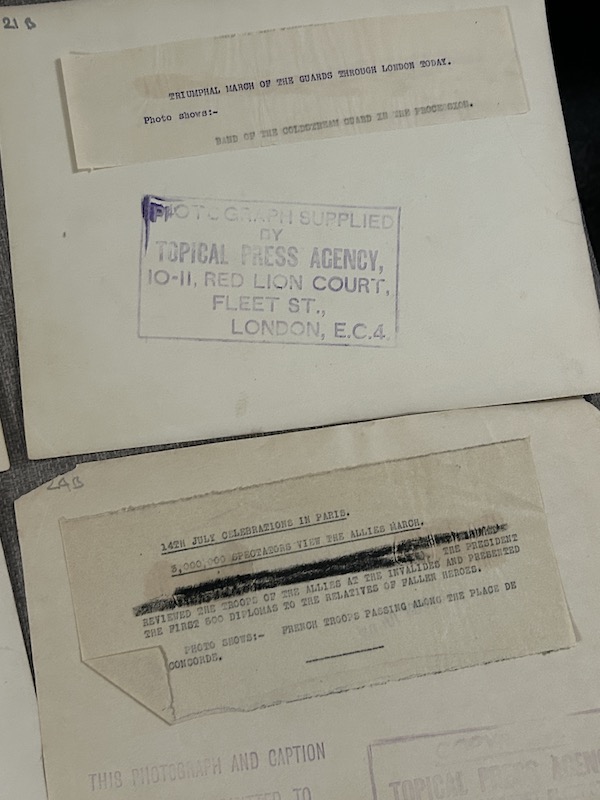 21 B
TRIUMPHAL MARCH OF THE GUARDS THROUGH LONDON TODAY.
Photo shows:-
BAND OF THE COLDSTREAM GUARD IN THE PROCESSION.
PHOTOGRAPH SUPPLIED
BY
TOPICAL PRESS AGENCY,
10-11, RED LION COURT,
FLEET ST.,
LONDON, E.C.4.
14TH JULY CELEBRATIONS IN PARIS.
3,000,000 SPECTATORS VIEW THE ALLIES MARCH.
THE PRESIDENT
REVIEWED THE TROOPS OF THE ALLIES AT THE INVALIDES AND PRESENTED
THE FIRST 500 DIPLOMAS TO THE RELATIVES OF FALLEN HEROES.
PHOTO SHOWS:- FRENCH TROOPS PASSING ALONG THE PLACE DE
CONCORDE.
THIS PHOTOGRAPH AND CAPTION
TO
TOPICAL PRESS AGEN